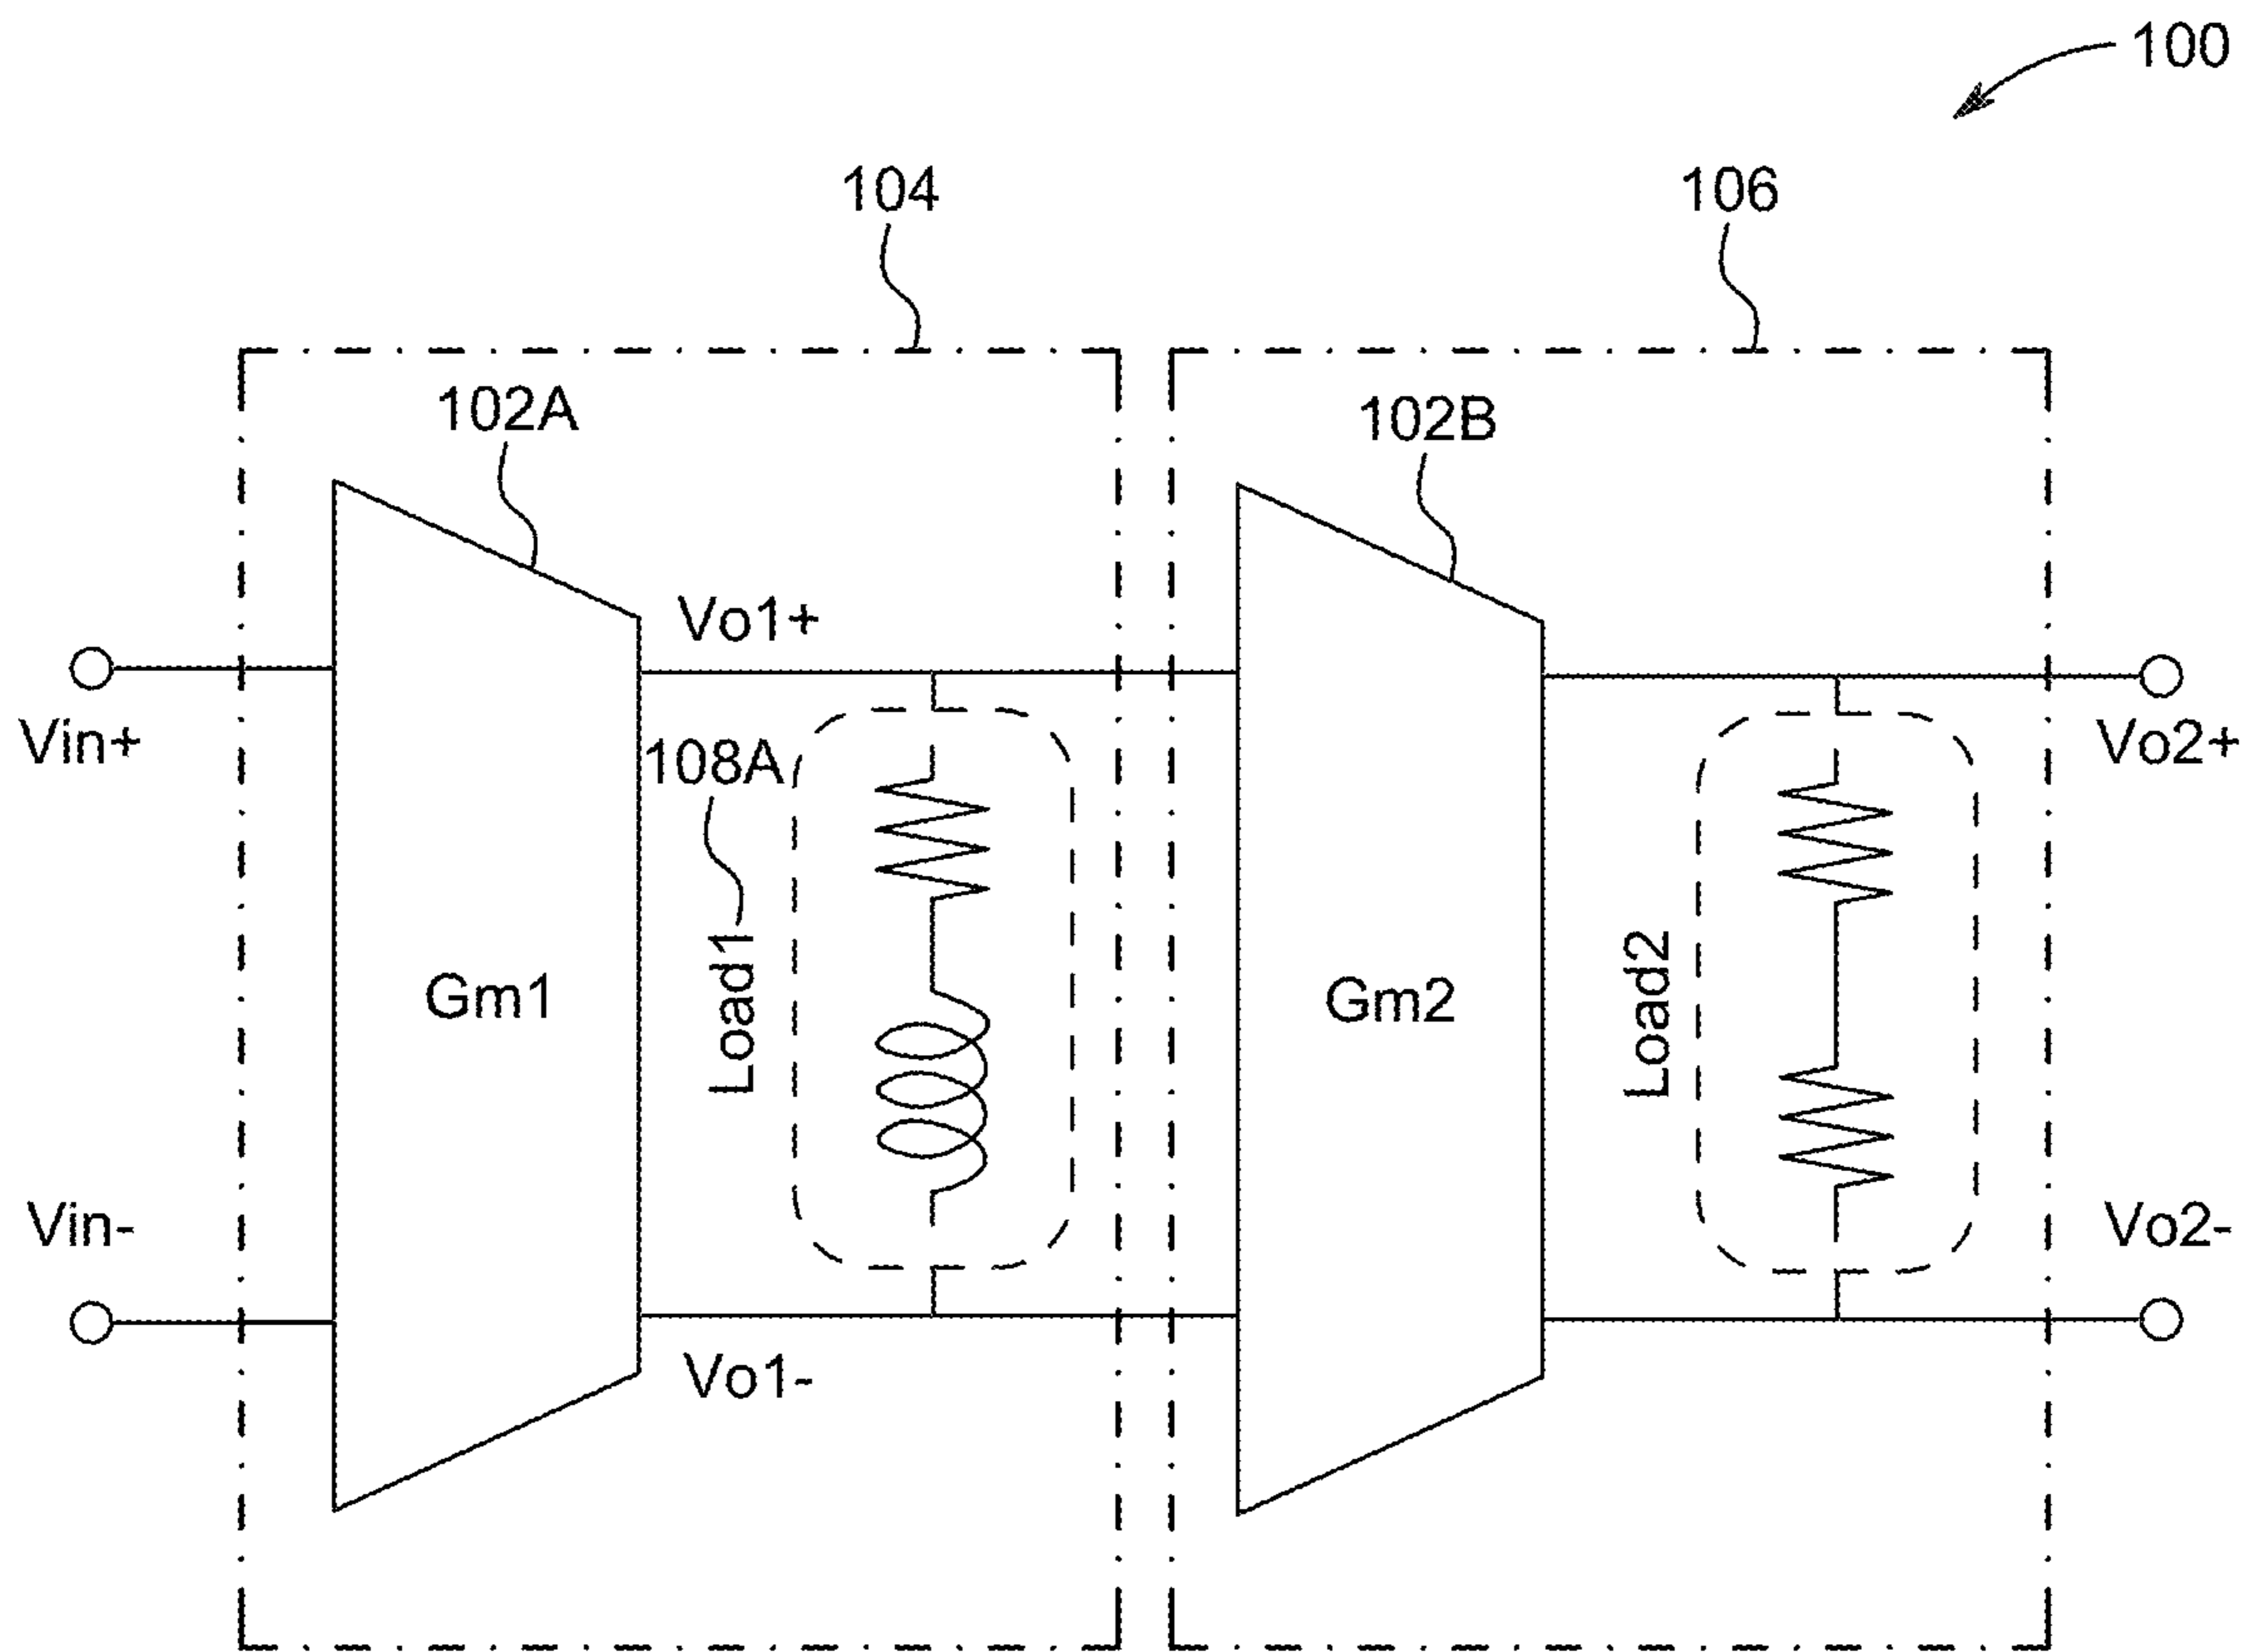 100
104
106
102A
102B
Vo1+
Vin+
108A
Vo2+
Load1
Gm1
Gm2
Load2
Vin-
Vo2-
Vo1-